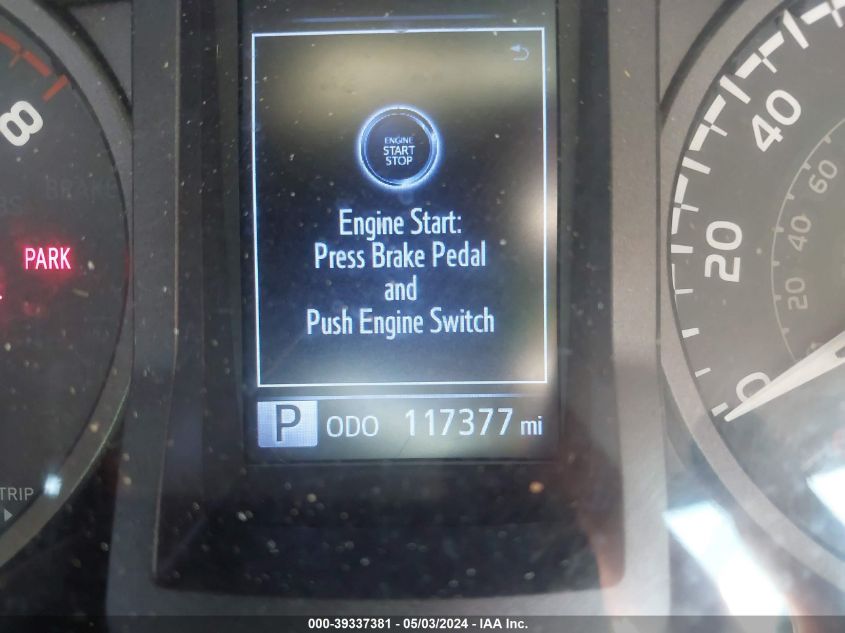 ENGINE
START
STOP
Engine Start:
Press Brake Pedal
and
Push Engine Switch
P ODO 117377 mi
8
BRAKE
PARK
TRIP
40
20
0
60
40
20
000-39337381 - 05/03/2024 - IAA Inc.